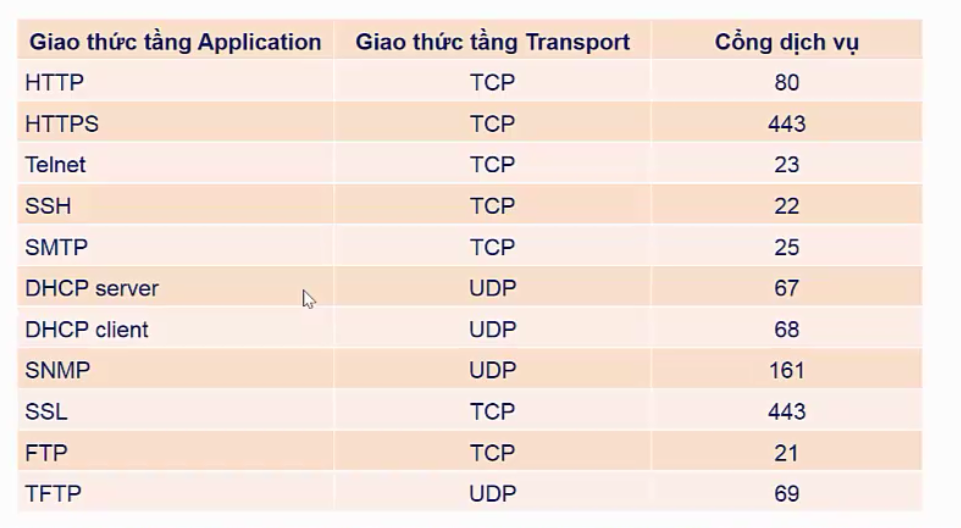 Giao thức tầng Application Giao thức tầng Transport Cổng dịch vụ
HTTP TCP 80
HTTPS TCP 443
Telnet TCP 23
SSH TCP 22
SMTP TCP 25
DHCP server UDP 67
DHCP client UDP 68
SNMP UDP 161
SSL TCP 443
FTP TCP 21
TFTP UDP 69